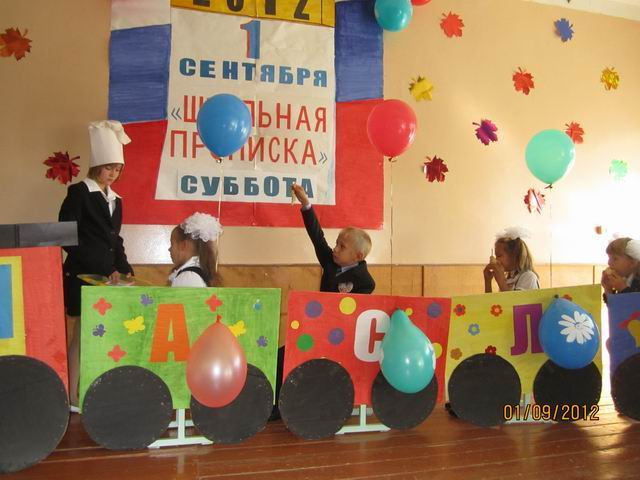 2012
1
СЕНТЯБРЯ
«ШКОЛЬНАЯ
ПРОПИСКА»
СУББОТА
А
С
Л
01/09/2012